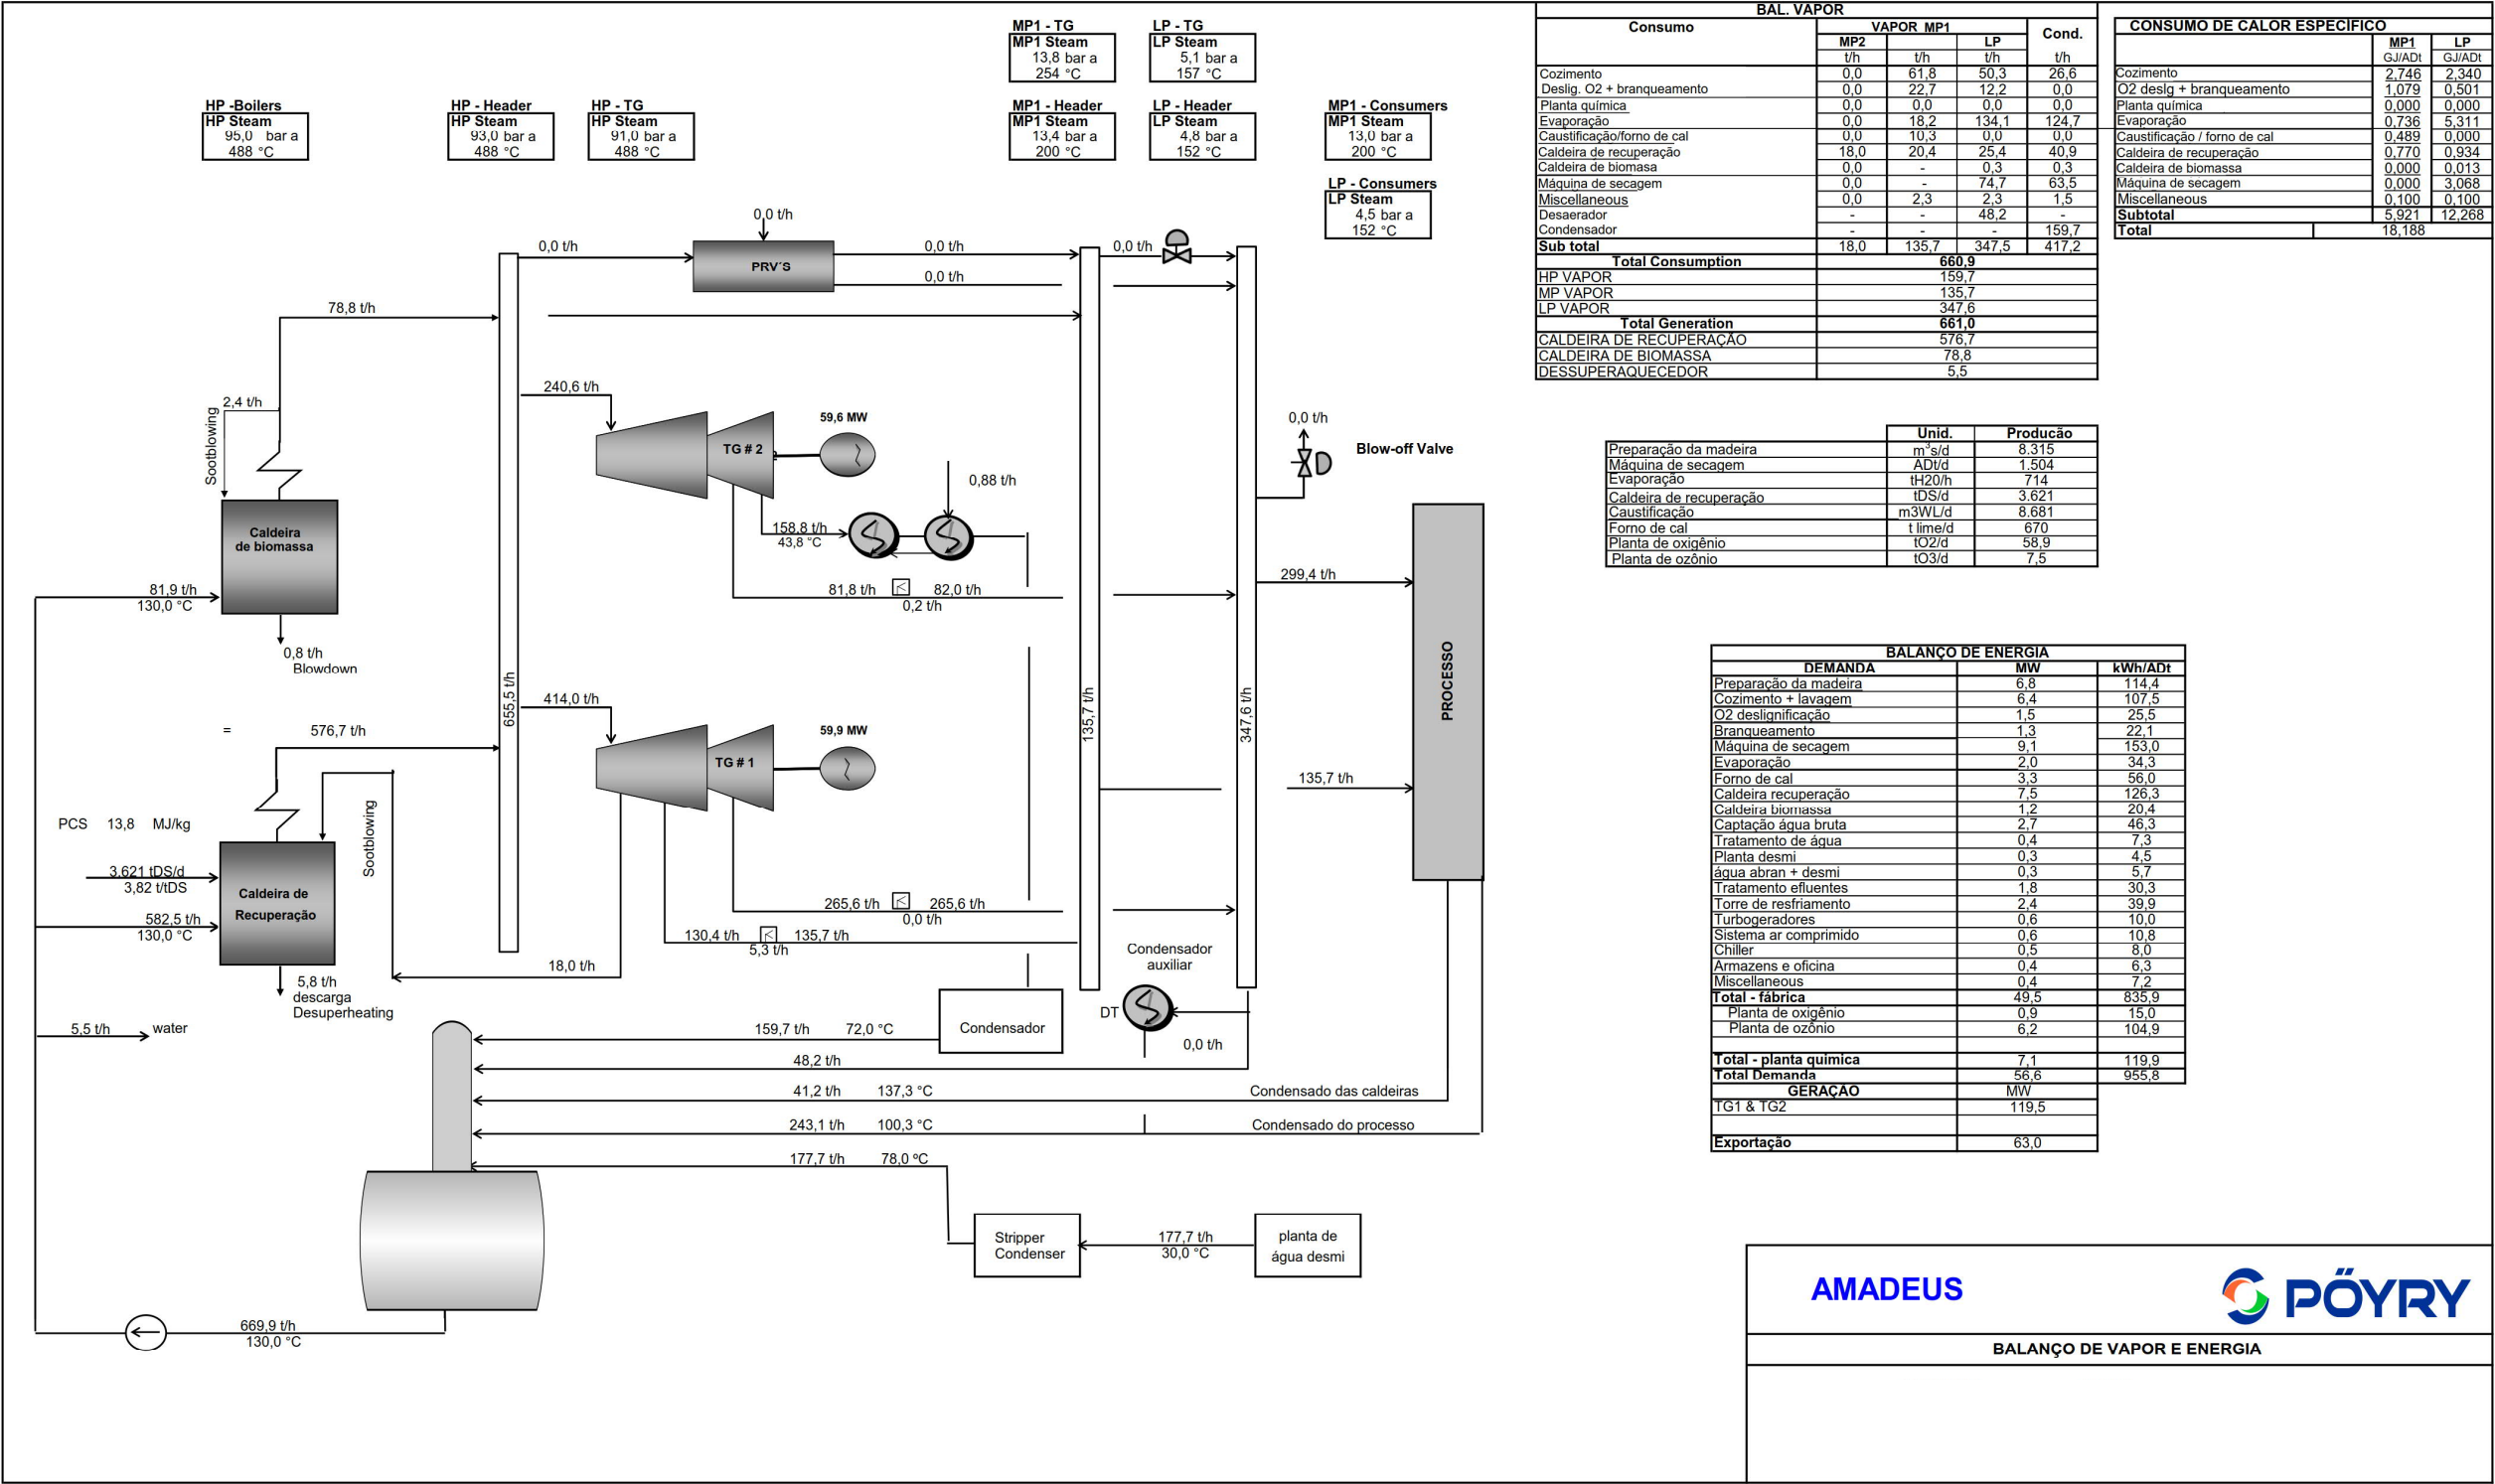 MP1 - TG
MP1 Steam
13,8 bar a
254 °C
LP - TG
LP Steam
5,1 bar a
157 °C
HP -Boilers
HP Steam
95,0 bar a
488 °C
HP - Header
HP Steam
93,0 bar a
488 °C
HP - TG
HP Steam
91,0 bar a
488 °C
MP1 - Header
MP1 Steam
13,4 bar a
200 °C
LP - Header
LP Steam
4,8 bar a
152 °C
MP1 - Consumers
MP1 Steam
13,0 bar a
200 °C
LP - Consumers
LP Steam
4,5 bar a
152 °C
BAL. VAPOR
Consumo VAPOR MP1 Cond.
MP2 LP
t/h t/h t/h t/h
Cozimento 0,0 61,8 50,3 26,6
Deslig. O2 + branqueamento 0,0 22,7 12,2 0,0
Planta química 0,0 0,0 0,0 0,0
Evaporação 0,0 18,2 134,1 124,7
Caustificação/forno de cal 0,0 10,3 0,0 0,0
Caldeira de recuperação 18,0 20,4 25,4 40,9
Caldeira de biomasa 0,0 - 0,3 0,3
Máquina de secagem 0,0 - 74,7 63,5
Miscellaneous 0,0 2,3 2,3 1,5
Desaerador - - 48,2 -
Condensador - - - 159,7
Sub total 18,0 135,7 347,5 417,2
Total Consumption 660,9
HP VAPOR 159,7
MP VAPOR 135,7
LP VAPOR 347,6
Total Generation 661,0
CALDEIRA DE RECUPERAÇÃO 576,7
CALDEIRA DE BIOMASSA 78,8
DESSUPERAQUECEDOR 5,5
CONSUMO DE CALOR ESPECÍFICO
MP1 LP
GJ/ADt GJ/ADt
Cozimento 2,746 2,340
O2 deslg + branqueamento 1,079 0,501
Planta química 0,000 0,000
Evaporação 0,736 5,311
Caustificação / forno de cal 0,489 0,000
Caldeira de recuperação 0,770 0,934
Caldeira de biomassa 0,000 0,013
Máquina de secagem 0,000 3,068
Miscellaneous 0,100 0,100
Subtotal 5,921 12,268
Total 18,188
Unid. Producão
Preparação da madeira m³s/d 8.315
Máquina de secagem ADt/d 1.504
Evaporação tH20/h 714
Caldeira de recuperação tDS/d 3.621
Caustificação m3WL/d 8.681
Forno de cal t lime/d 670
Planta de oxigênio tO2/d 58,9
Planta de ozônio tO3/d 7,5
BALANÇO DE ENERGIA
DEMANDA MW kWh/ADt
Preparação da madeira 6,8 114,4
Cozimento + lavagem 6,4 107,5
O2 deslignificação 1,5 25,5
Branqueamento 1,3 22,1
Máquina de secagem 9,1 153,0
Evaporação 2,0 34,3
Forno de cal 3,3 56,0
Caldeira recuperação 7,5 126,3
Caldeira biomassa 1,2 20,4
Captação água bruta 2,7 46,3
Tratamento de água 0,4 7,3
Planta desmi 0,3 4,5
água abran + desmi 0,3 5,7
Tratamento efluentes 1,8 30,3
Torre de resfriamento 2,4 39,9
Turbogeradores 0,6 10,0
Sistema ar comprimido 0,6 10,8
Chiller 0,5 8,0
Armazens e oficina 0,4 6,3
Miscellaneous 0,4 7,2
Total - fábrica 49,5 835,9
Planta de oxigênio 0,9 15,0
Planta de ozônio 6,2 104,9
Total - planta química 7,1 119,9
Total Demanda 56,6 955,8
GERAÇÃO MW
TG1 & TG2 119,5
Exportação 63,0
0,0 t/h
0,0 t/h
PRV´S
0,0 t/h
0,0 t/h
0,0 t/h
78,8 t/h
2,4 t/h
Sootblowing
Caldeira
de biomassa
81,9 t/h
130,0 °C
0,8 t/h
Blowdown
240,6 t/h
TG # 2
59,6 MW
0,88 t/h
158,8 t/h
43,8 °C
81,8 t/h
82,0 t/h
0,2 t/h
0,0 t/h
Blow-off Valve
299,4 t/h
PROCESSO
655,5 t/h
135,7 t/h
347,6 t/h
414,0 t/h
TG # 1
59,9 MW
135,7 t/h
=
576,7 t/h
Sootblowing
PCS 13,8 MJ/kg
3.621 tDS/d
3,82 t/tDS
Caldeira de
Recuperação
582,5 t/h
130,0 °C
5,8 t/h
descarga
Desuperheating
265,6 t/h
265,6 t/h
0,0 t/h
130,4 t/h
135,7 t/h
5,3 t/h
18,0 t/h
Condensador
auxiliar
DT
0,0 t/h
5,5 t/h
water
159,7 t/h 72,0 °C
Condensador
48,2 t/h
41,2 t/h 137,3 °C
Condensado das caldeiras
243,1 t/h 100,3 °C
Condensado do processo
177,7 t/h 78,0 ºC
Stripper
Condenser
177,7 t/h
30,0 °C
planta de
água desmi
669,9 t/h
130,0 °C
AMADEUS
PÖYRY
BALANÇO DE VAPOR E ENERGIA